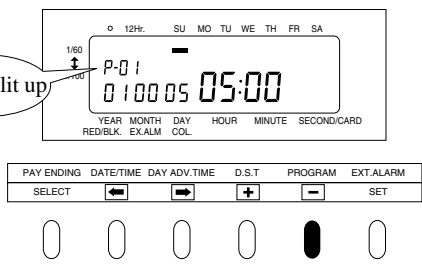 ☼ 12Hr. SU MO TU WE TH FR SA
1/60
P-01
lit up
100
010005 05:00
YEAR MONTH DAY HOUR MINUTE SECOND/CARD
RED/BLK. EX.ALM COL.
PAY ENDING DATE/TIME DAY ADV.TIME D.S.T PROGRAM EXT.ALARM
SELECT ← → + − SET